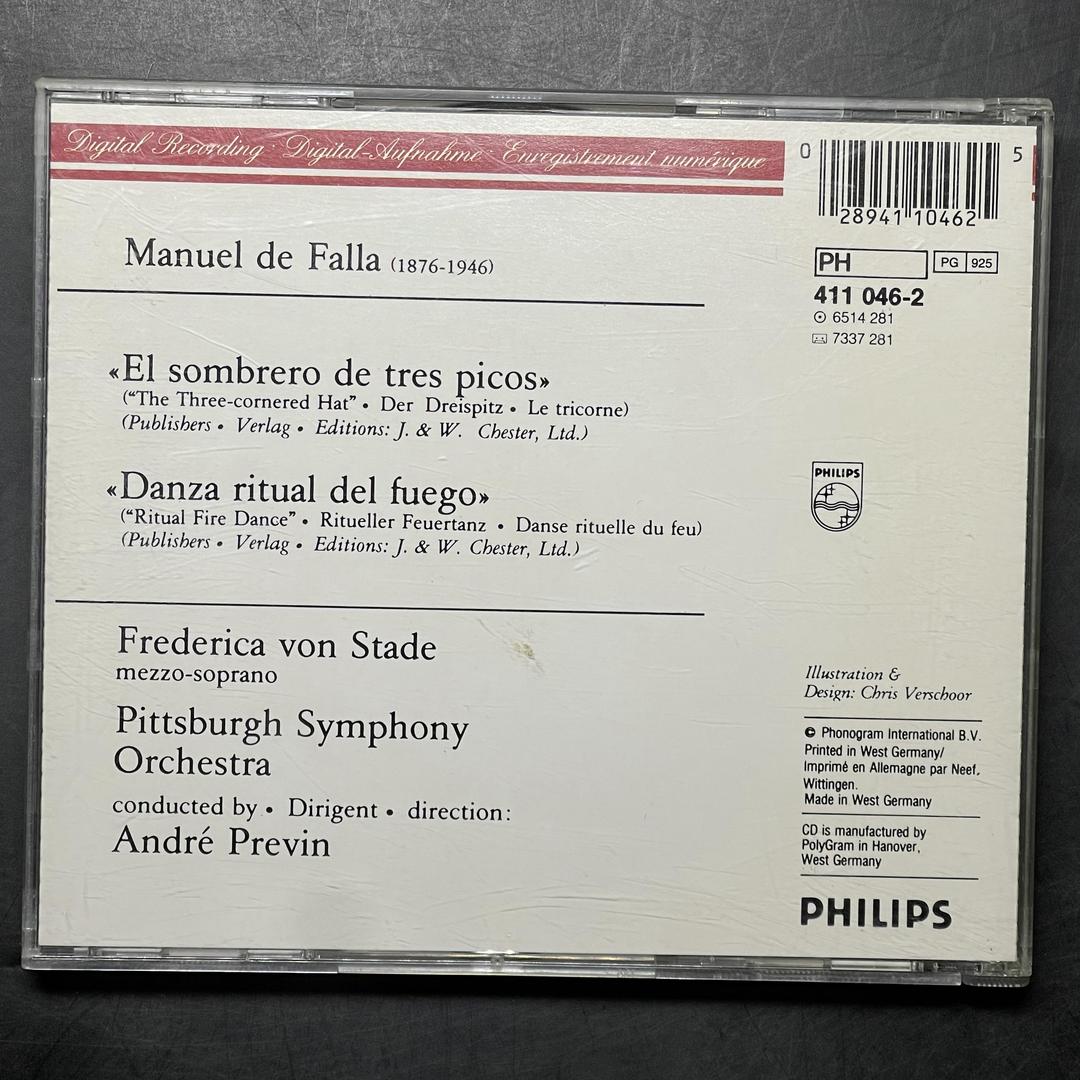 Digital Recording · Digital-Aufnahme · Enregistrement numérique
Manuel de Falla (1876-1946)
«El sombrero de tres picos»
(“The Three-cornered Hat” • Der Dreispitz • Le tricorne)
(Publishers • Verlag • Editions: J. & W. Chester, Ltd.)
«Danza ritual del fuego»
(“Ritual Fire Dance” • Ritueller Feuertanz • Danse rituelle du feu)
(Publishers • Verlag • Editions: J. & W. Chester, Ltd.)
Frederica von Stade
mezzo-soprano
Pittsburgh Symphony
Orchestra
conducted by • Dirigent • direction:
André Previn
0 28941 10462 5
PH PG 925
411 046-2
6514 281
7337 281
PHILIPS
Illustration &
Design: Chris Verschoor
© Phonogram International B.V.
Printed in West Germany/
Imprimé en Allemagne par Neef,
Wittingen.
Made in West Germany
CD is manufactured by
PolyGram in Hanover,
West Germany
PHILIPS